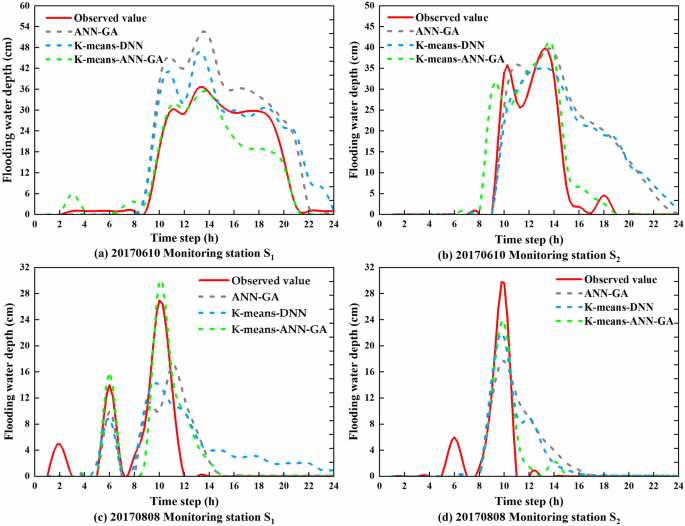 60
54
48
42
36
30
24
18
12
6
0
Flooding water depth (cm)
Observed value
ANN-GA
K-means-DNN
K-means-ANN-GA
0 2 4 6 8 10 12 14 16 18 20 22 24
Time step (h)
(a) 20170610 Monitoring station S1
50
45
40
35
30
25
20
15
10
5
0
Flooding water depth (cm)
Observed value
ANN-GA
K-means-DNN
K-means-ANN-GA
0 2 4 6 8 10 12 14 16 18 20 22 24
Time step (h)
(b) 20170610 Monitoring station S2
32
28
24
20
16
12
8
4
0
Flooding water depth (cm)
Observed value
ANN-GA
K-means-DNN
K-means-ANN-GA
0 2 4 6 8 10 12 14 16 18 20 22 24
Time step (h)
(c) 20170808 Monitoring station S1
32
28
24
20
16
12
8
4
0
Flooding water depth (cm)
Observed value
ANN-GA
K-means-DNN
K-means-ANN-GA
0 2 4 6 8 10 12 14 16 18 20 22 24
Time step (h)
(d) 20170808 Monitoring station S2